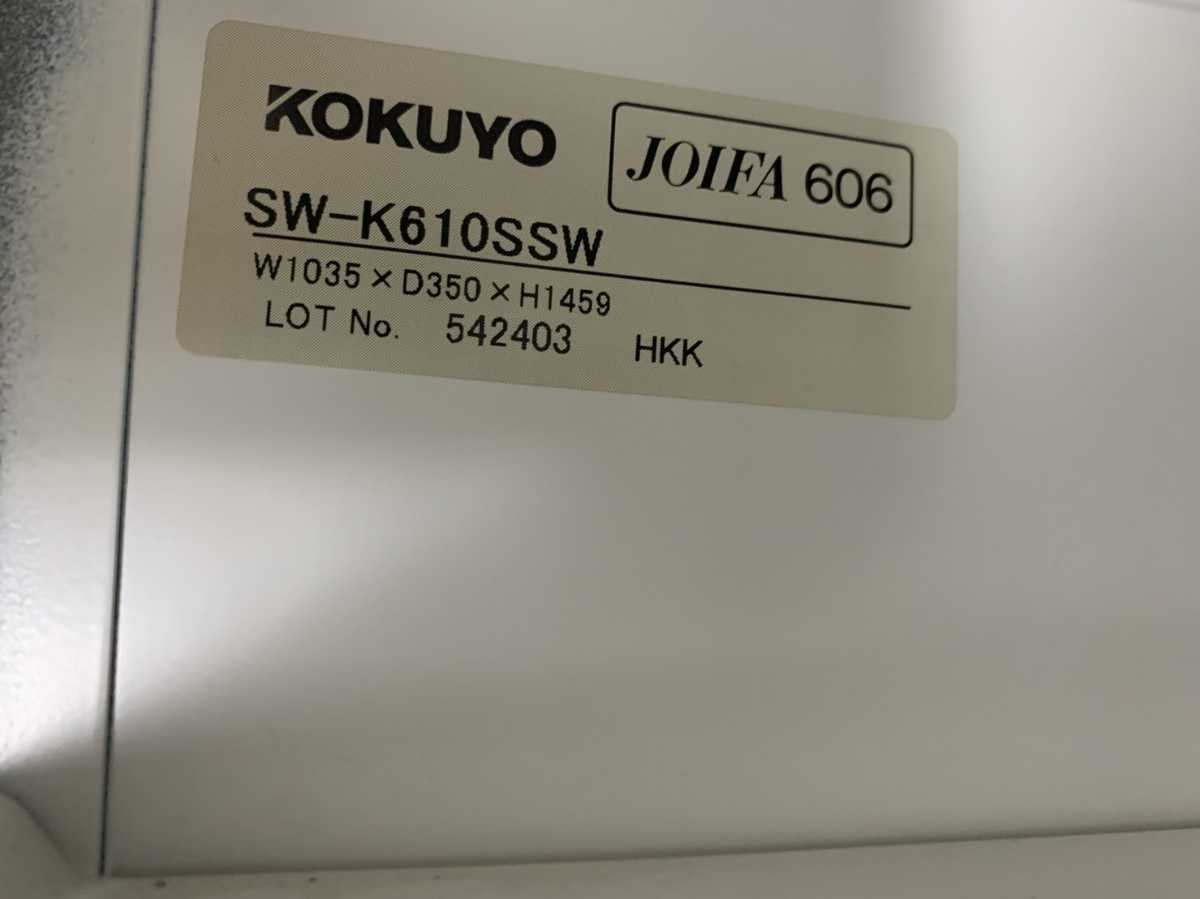 KOKUYO
JOIFA 606
SW-K610SSW
W1035×D350×H1459
LOT No. 542403 HKK